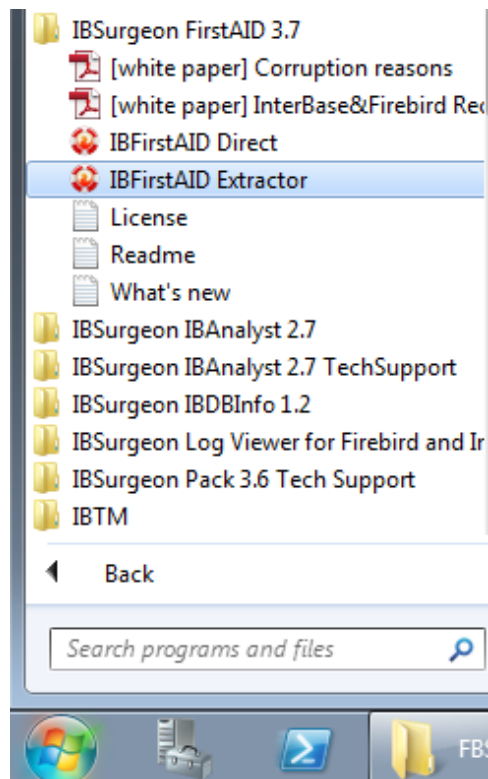 IBSurgeon FirstAID 3.7
[white paper] Corruption reasons
[white paper] InterBase&Firebird Rec
IBFirstAID Direct
IBFirstAID Extractor
License
Readme
What's new
IBSurgeon IBAnalyst 2.7
IBSurgeon IBAnalyst 2.7 TechSupport
IBSurgeon IBDBInfo 1.2
IBSurgeon Log Viewer for Firebird and Ir
IBSurgeon Pack 3.6 Tech Support
IBTM
Back
Search programs and files
FBS